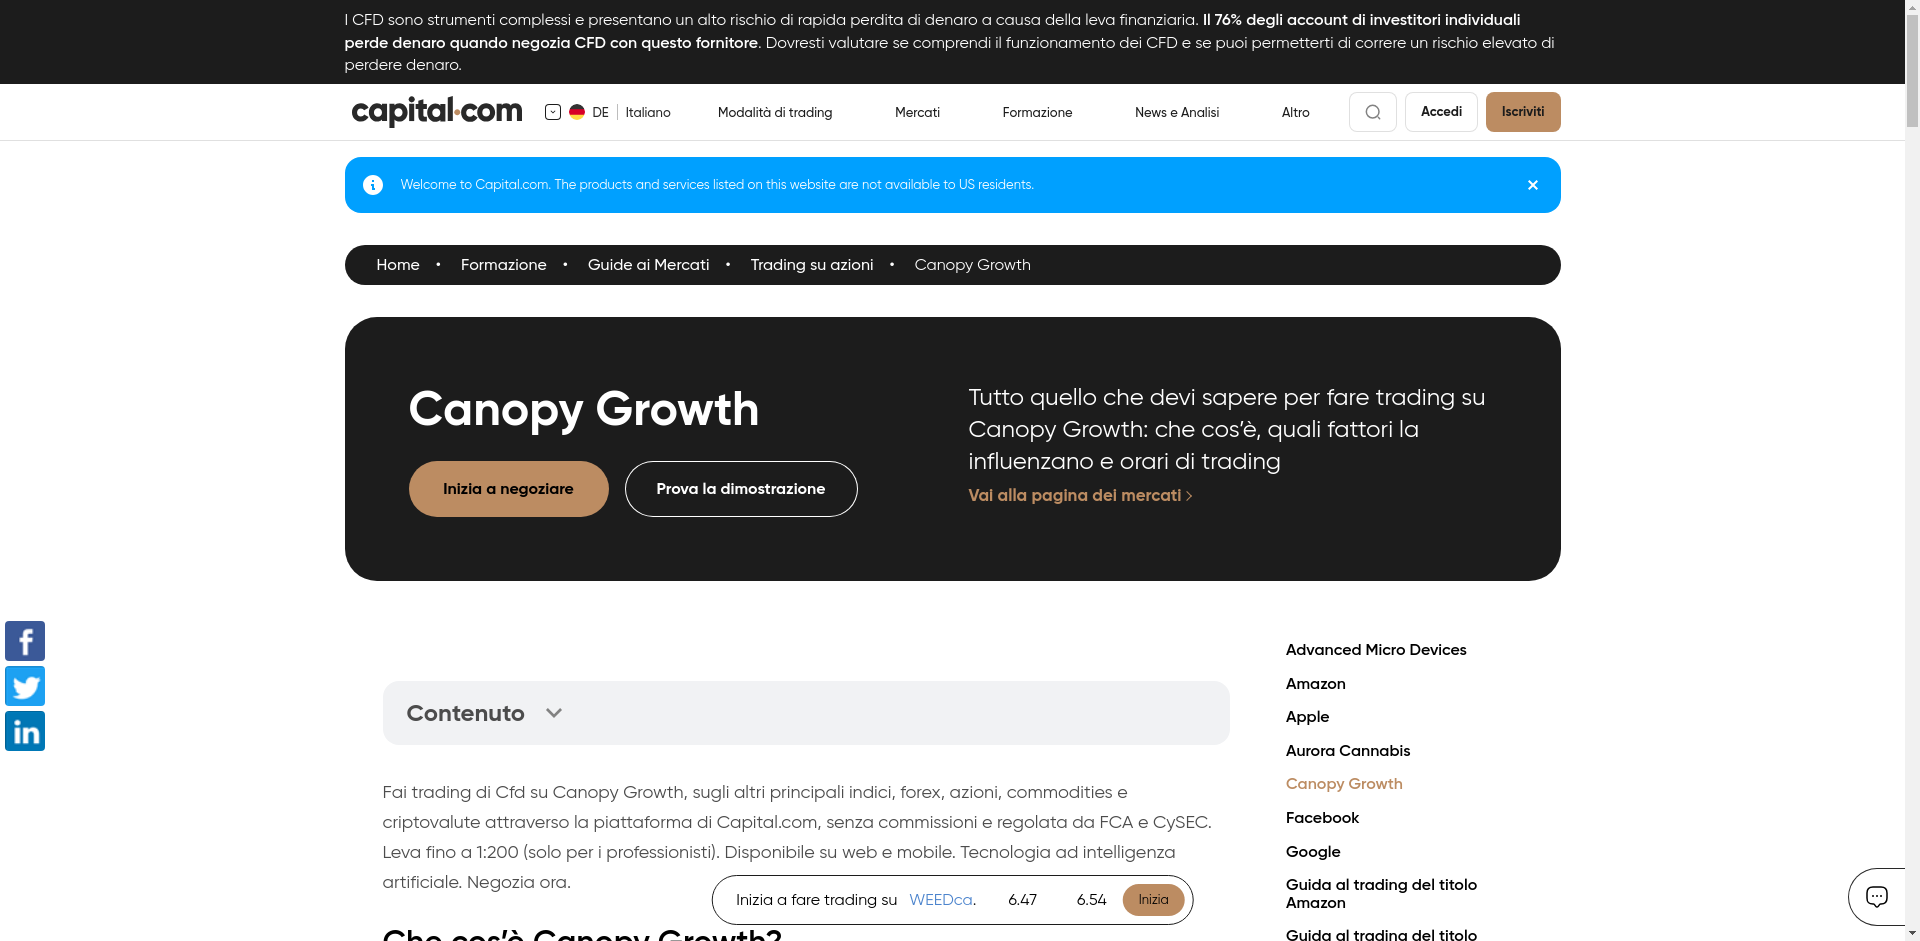 I CFD sono strumenti complessi e presentano un alto rischio di rapida perdita di denaro a causa della leva finanziaria. Il 76% degli account di investitori individuali
perde denaro quando negozia CFD con questo fornitore. Dovresti valutare se comprendi il funzionamento dei CFD e se puoi permetterti di correre un rischio elevato di
perdere denaro.
capital.com DE Italiano Modalità di trading Mercati Formazione News e Analisi Altro Accedi Iscriviti
Welcome to Capital.com. The products and services listed on this website are not available to US residents.
Home • Formazione • Guide ai Mercati • Trading su azioni • Canopy Growth
Canopy Growth
Inizia a negoziare Prova la dimostrazione
Tutto quello che devi sapere per fare trading su
Canopy Growth: che cos’è, quali fattori la
influenzano e orari di trading
Vai alla pagina dei mercati
Contenuto
Fai trading di Cfd su Canopy Growth, sugli altri principali indici, forex, azioni, commodities e
criptovalute attraverso la piattaforma di Capital.com, senza commissioni e regolata da FCA e CySEC.
Leva fino a 1:200 (solo per i professionisti). Disponibile su web e mobile. Tecnologia ad intelligenza
artificiale. Negozia ora.
Che cos’è Canopy Growth?
Advanced Micro Devices
Amazon
Apple
Aurora Cannabis
Canopy Growth
Facebook
Google
Guida al trading del titolo
Amazon
Guida al trading del titolo
Inizia a fare trading su WEEDca. 6.47 6.54 Inizia